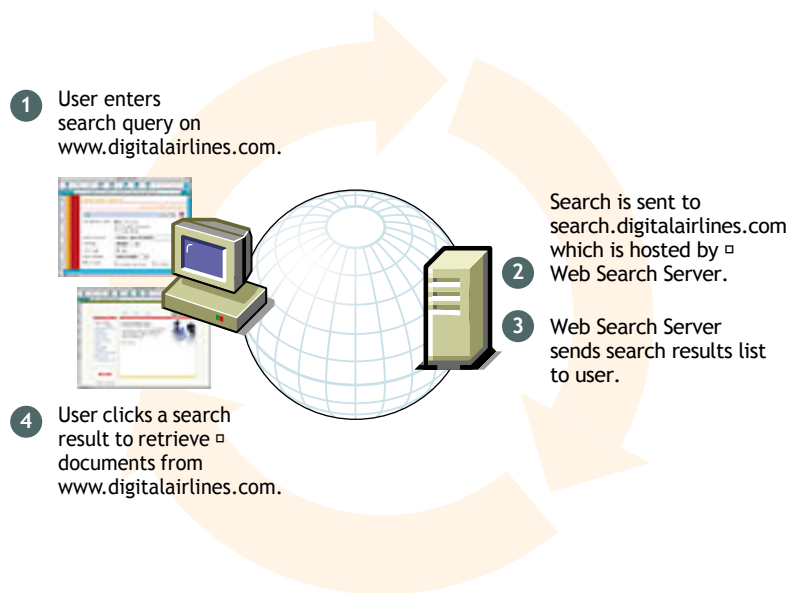 1
User enters
search query on
www.digitalairlines.com.
Search is sent to
search.digitalairlines.com
which is hosted by ▫
2
Web Search Server.
3
Web Search Server
sends search results list
to user.
4
User clicks a search
result to retrieve ▫
documents from
www.digitalairlines.com.